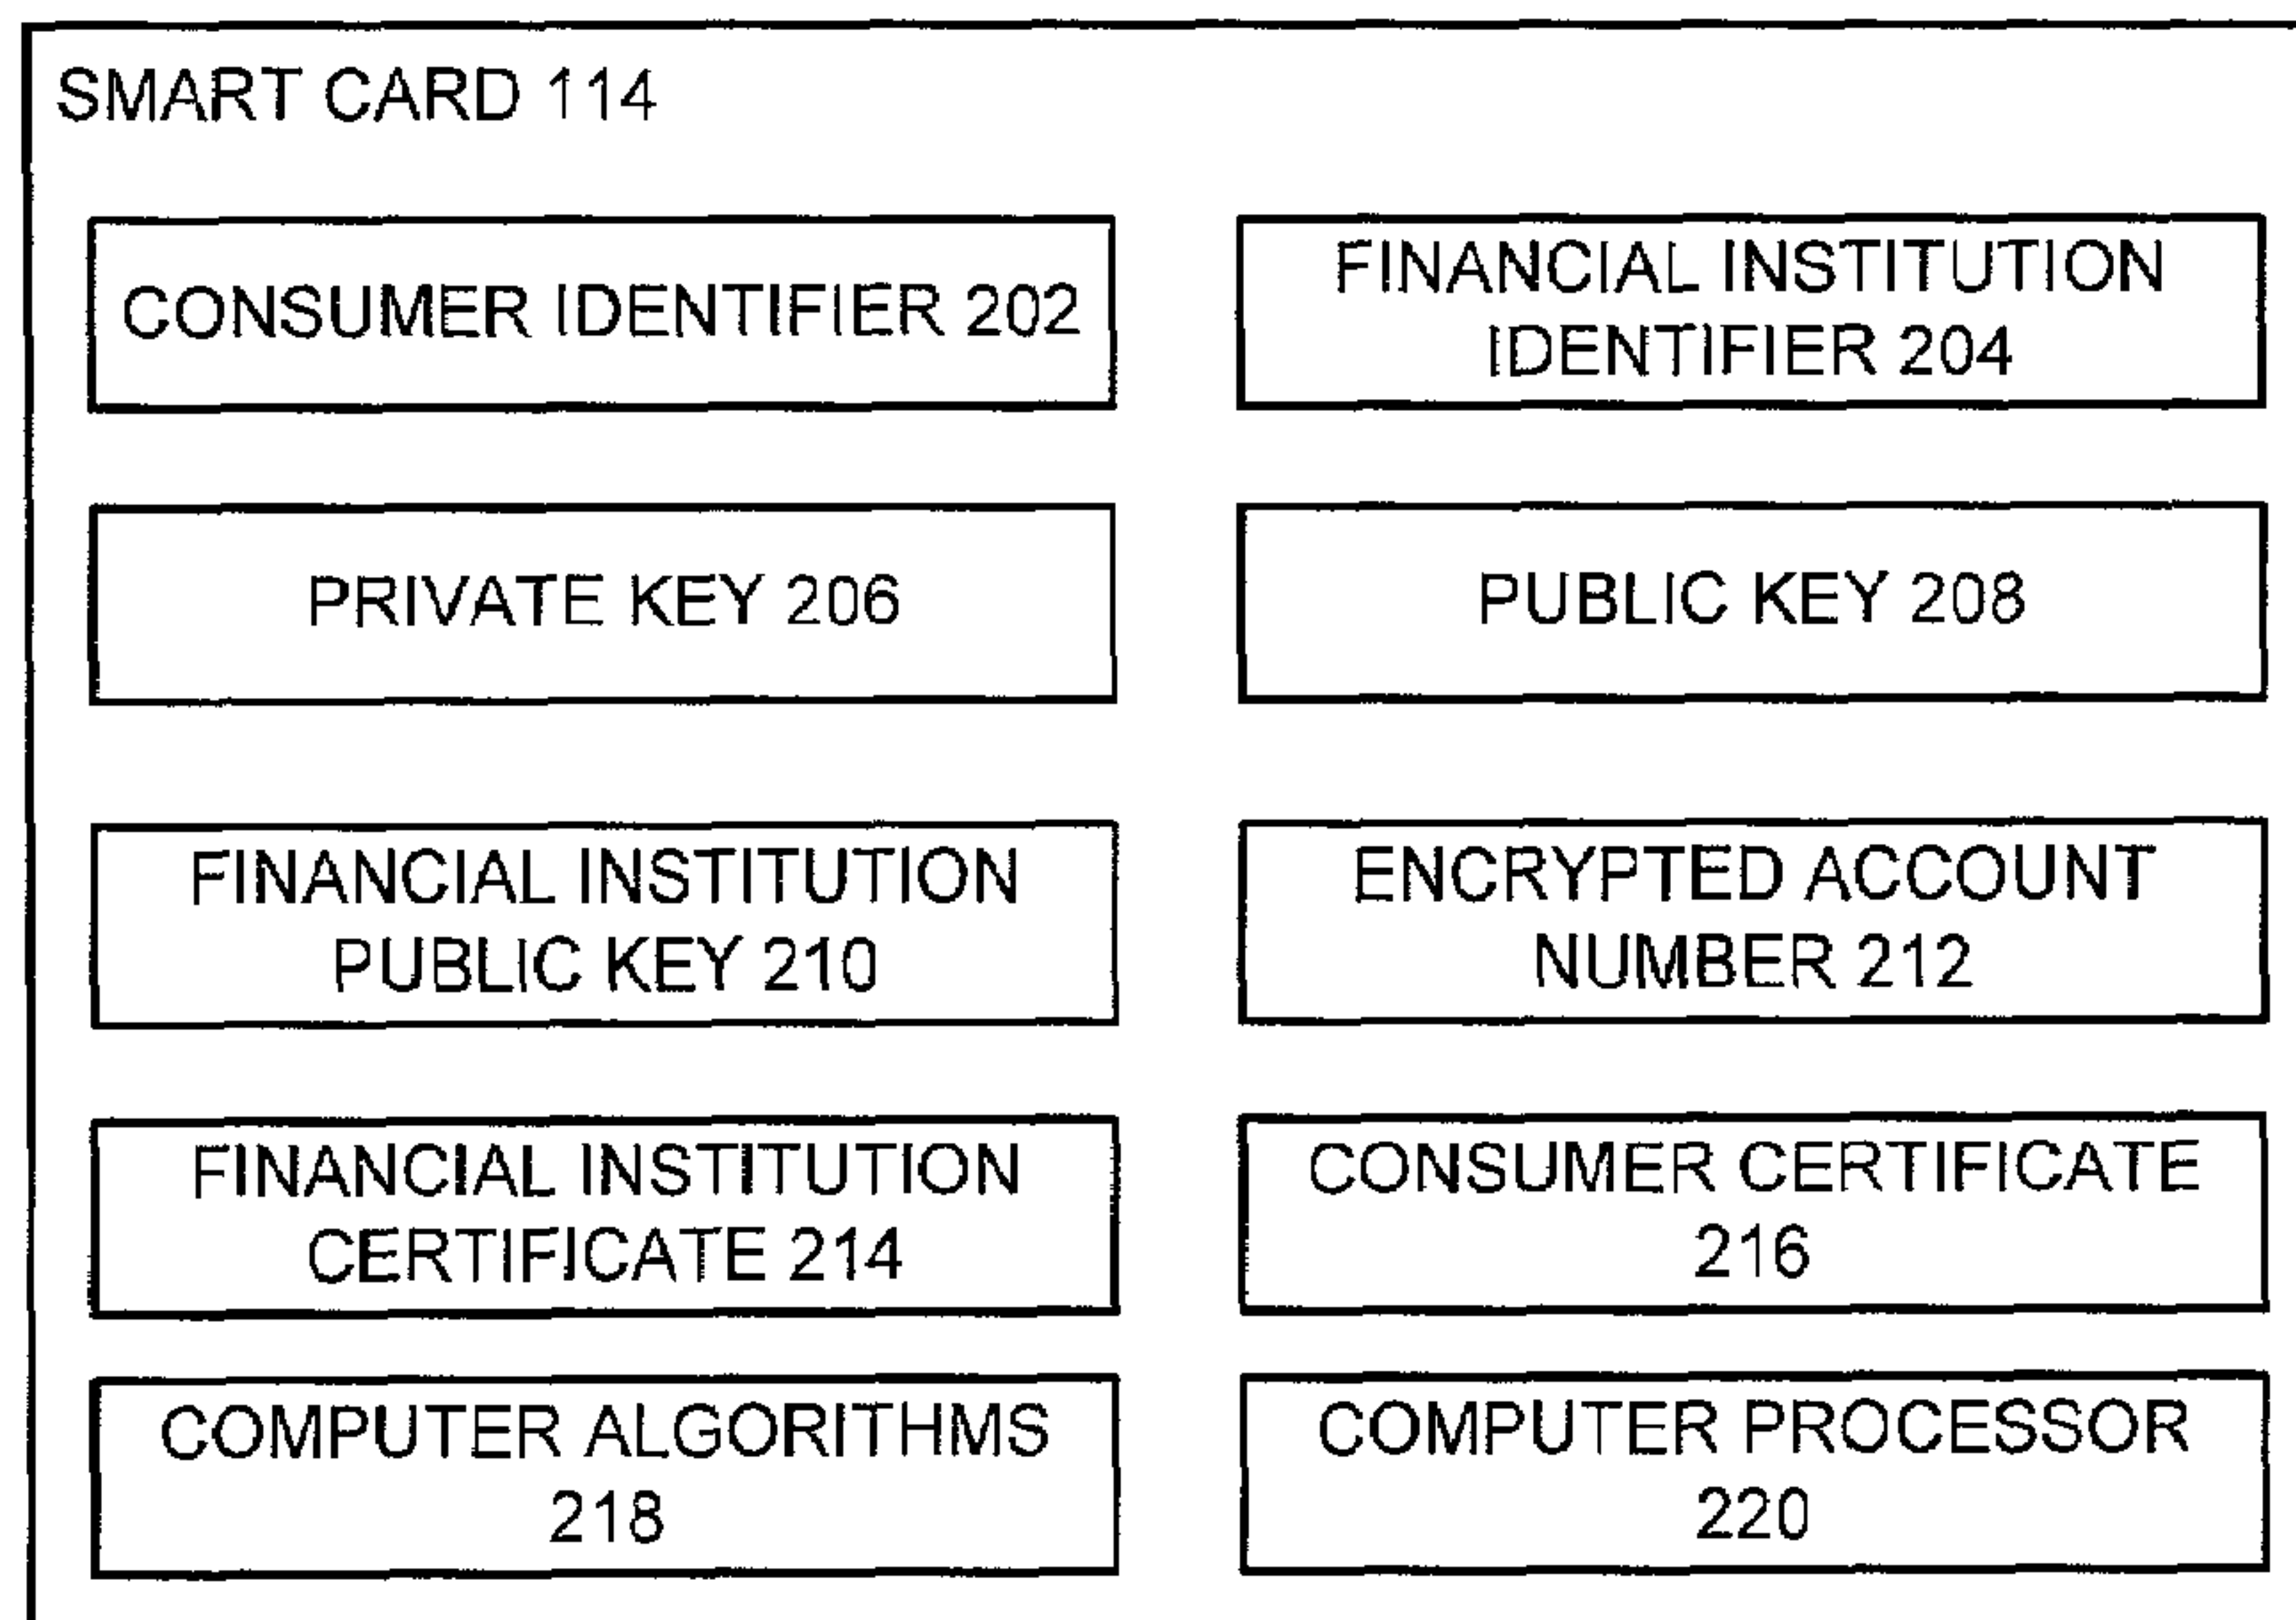 SMART CARD 114
CONSUMER IDENTIFIER 202
FINANCIAL INSTITUTION
IDENTIFIER 204
PRIVATE KEY 206
PUBLIC KEY 208
FINANCIAL INSTITUTION
PUBLIC KEY 210
ENCRYPTED ACCOUNT
NUMBER 212
FINANCIAL INSTITUTION
CERTIFICATE 214
CONSUMER CERTIFICATE
216
COMPUTER ALGORITHMS
218
COMPUTER PROCESSOR
220